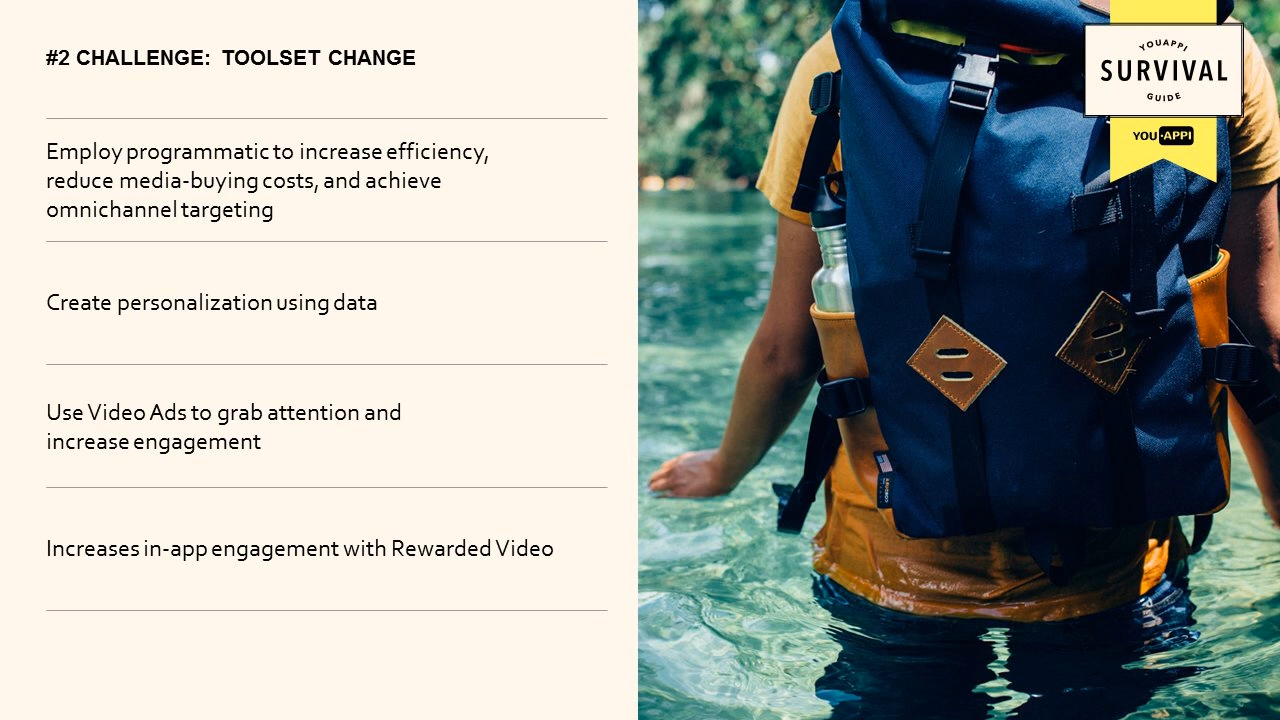 #2 CHALLENGE: TOOLSET CHANGE
Employ programmatic to increase efficiency,
reduce media-buying costs, and achieve
omnichannel targeting
Create personalization using data
Use Video Ads to grab attention and
increase engagement
Increases in-app engagement with Rewarded Video
YOUAPPI
SURVIVAL
GUIDE
YOU APPI